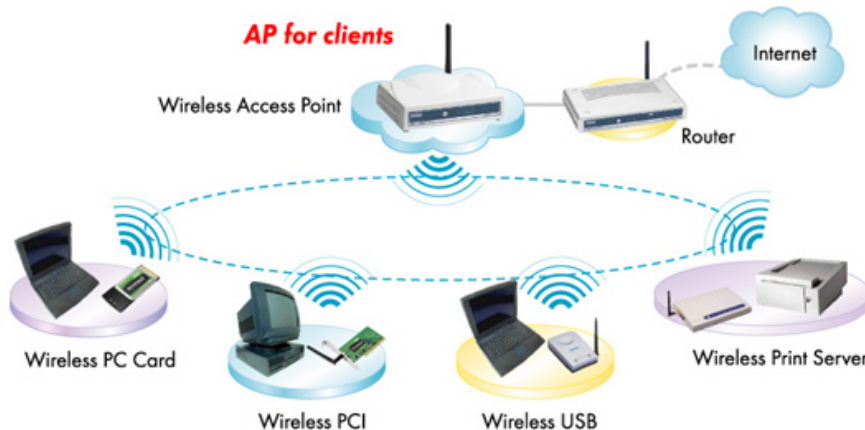 AP for clients
Internet
Wireless Access Point
Router
Wireless PC Card
Wireless Print Server
Wireless PCI
Wireless USB